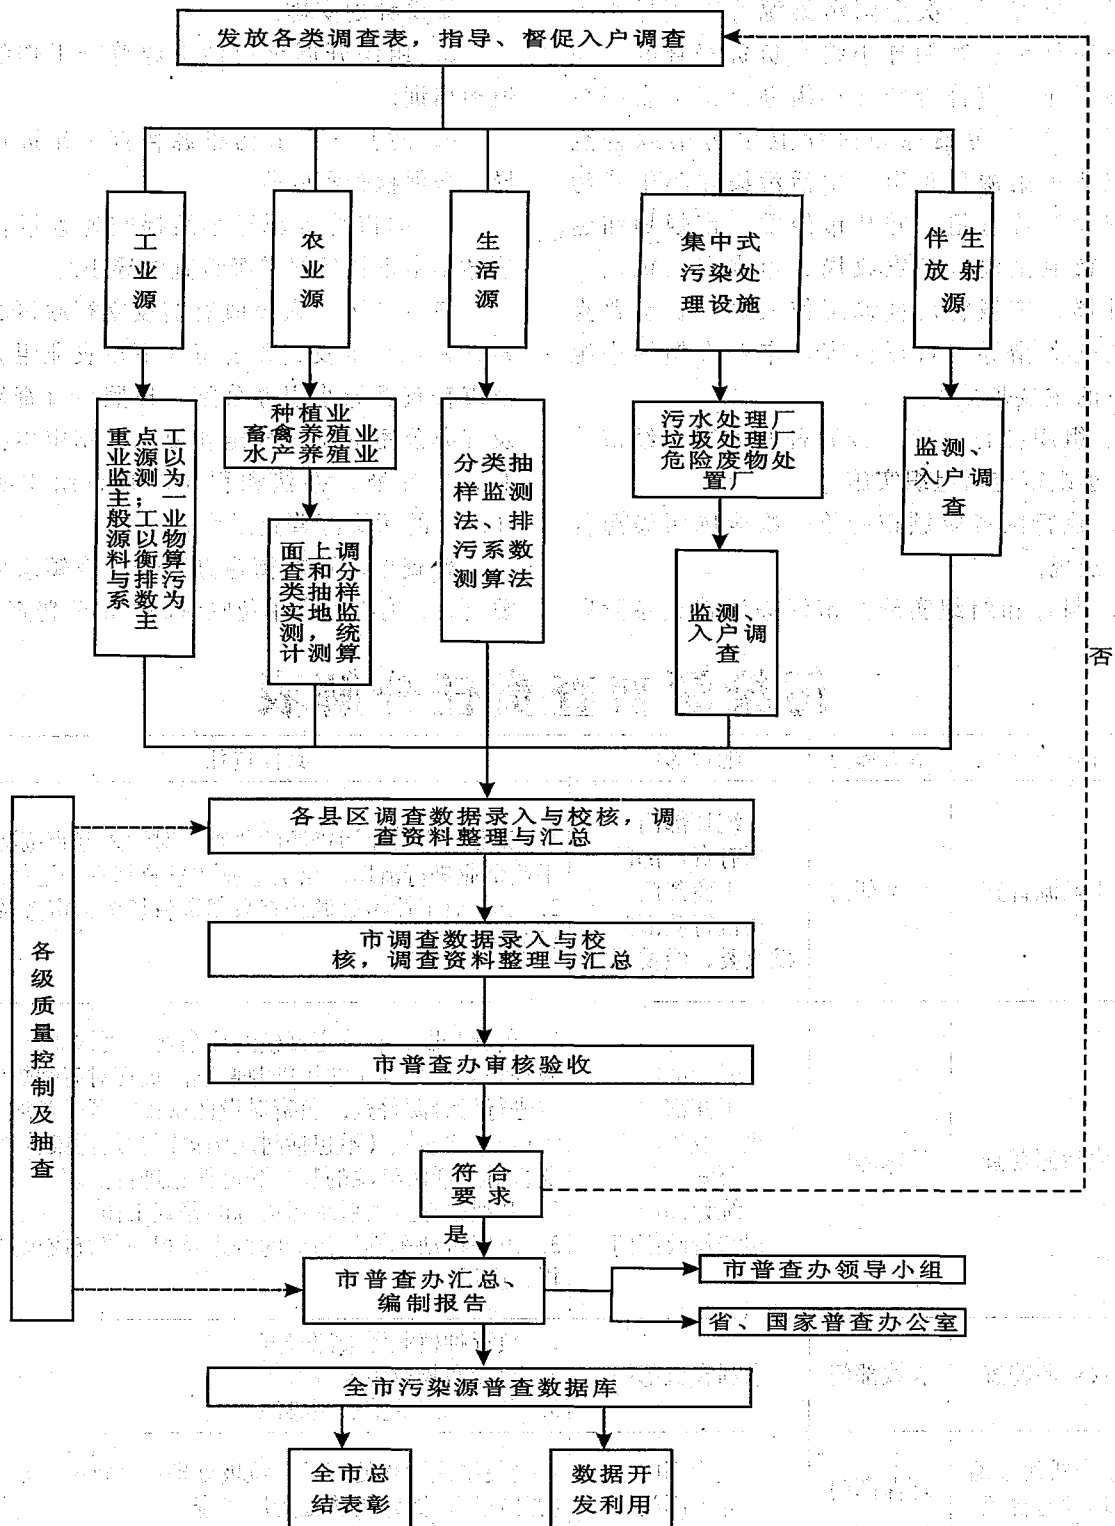 发放各类调查表，指导、督促入户调查
工
业
源
农
业
源
生
活
源
集中式
污染处
理设施
伴生
放射
源
重点工
业源以
监测为
主；一
般工业
源以物
料衡算
与排污
系数为
主
种植业
畜禽养殖业
水产养殖业
面上调
查和分
类抽样
实地监
测，统
计测算
分类抽
样监测
法、排
污系数
测算法
污水处理厂
垃圾处理厂
危险废物处
置厂
监测、
入户调
查
监测、
入户调
查
否
各县区调查数据录入与校核，调
查资料整理与汇总
市调查数据录入与校
核，调查资料整理与汇总
市普查办审核验收
各
级
质
量
控
制
及
抽
查
符合
要求
是
市普查办汇总、
编制报告
市普查办领导小组
省、国家普查办公室
全市污染源普查数据库
全市总
结表彰
数据开
发利用